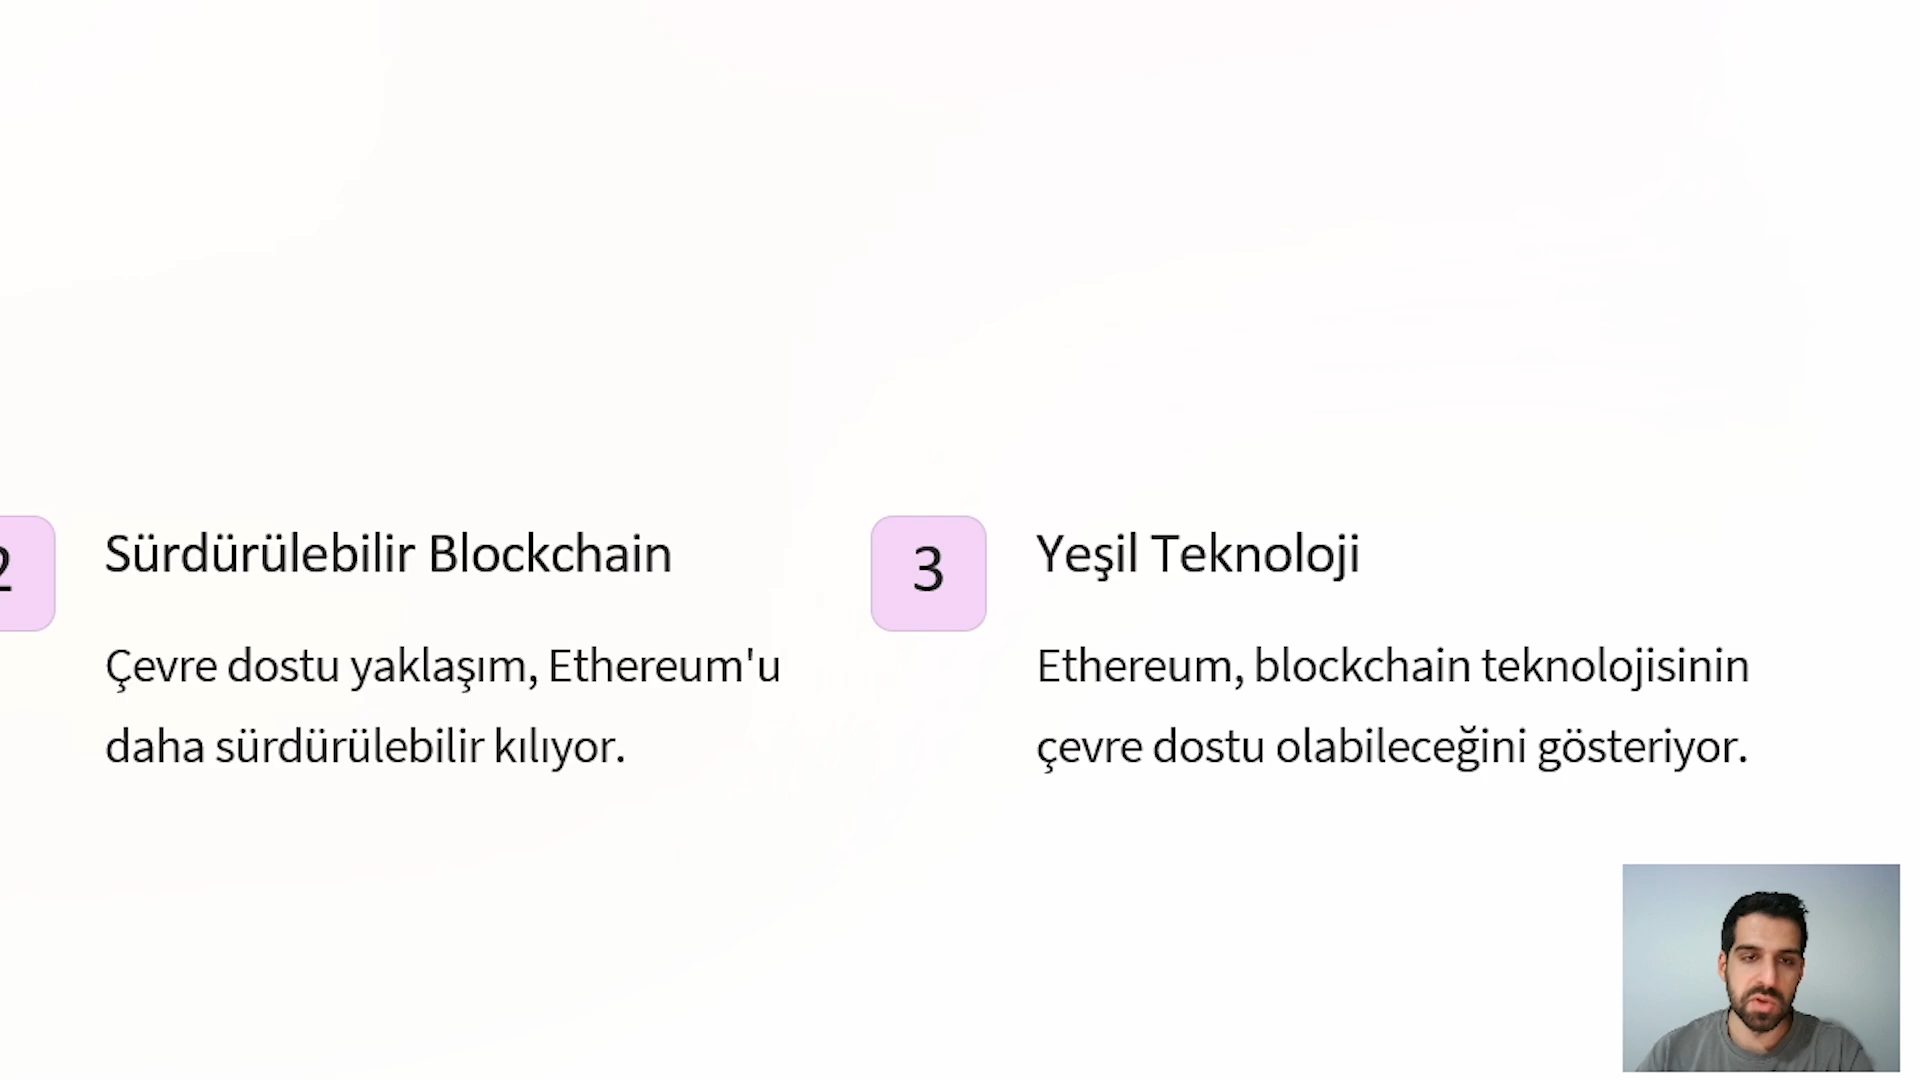 2
Sürdürülebilir Blockchain
Çevre dostu yaklaşım, Ethereum'u
daha sürdürülebilir kılıyor.
3
Yeşil Teknoloji
Ethereum, blockchain teknolojisinin
çevre dostu olabileceğini gösteriyor.